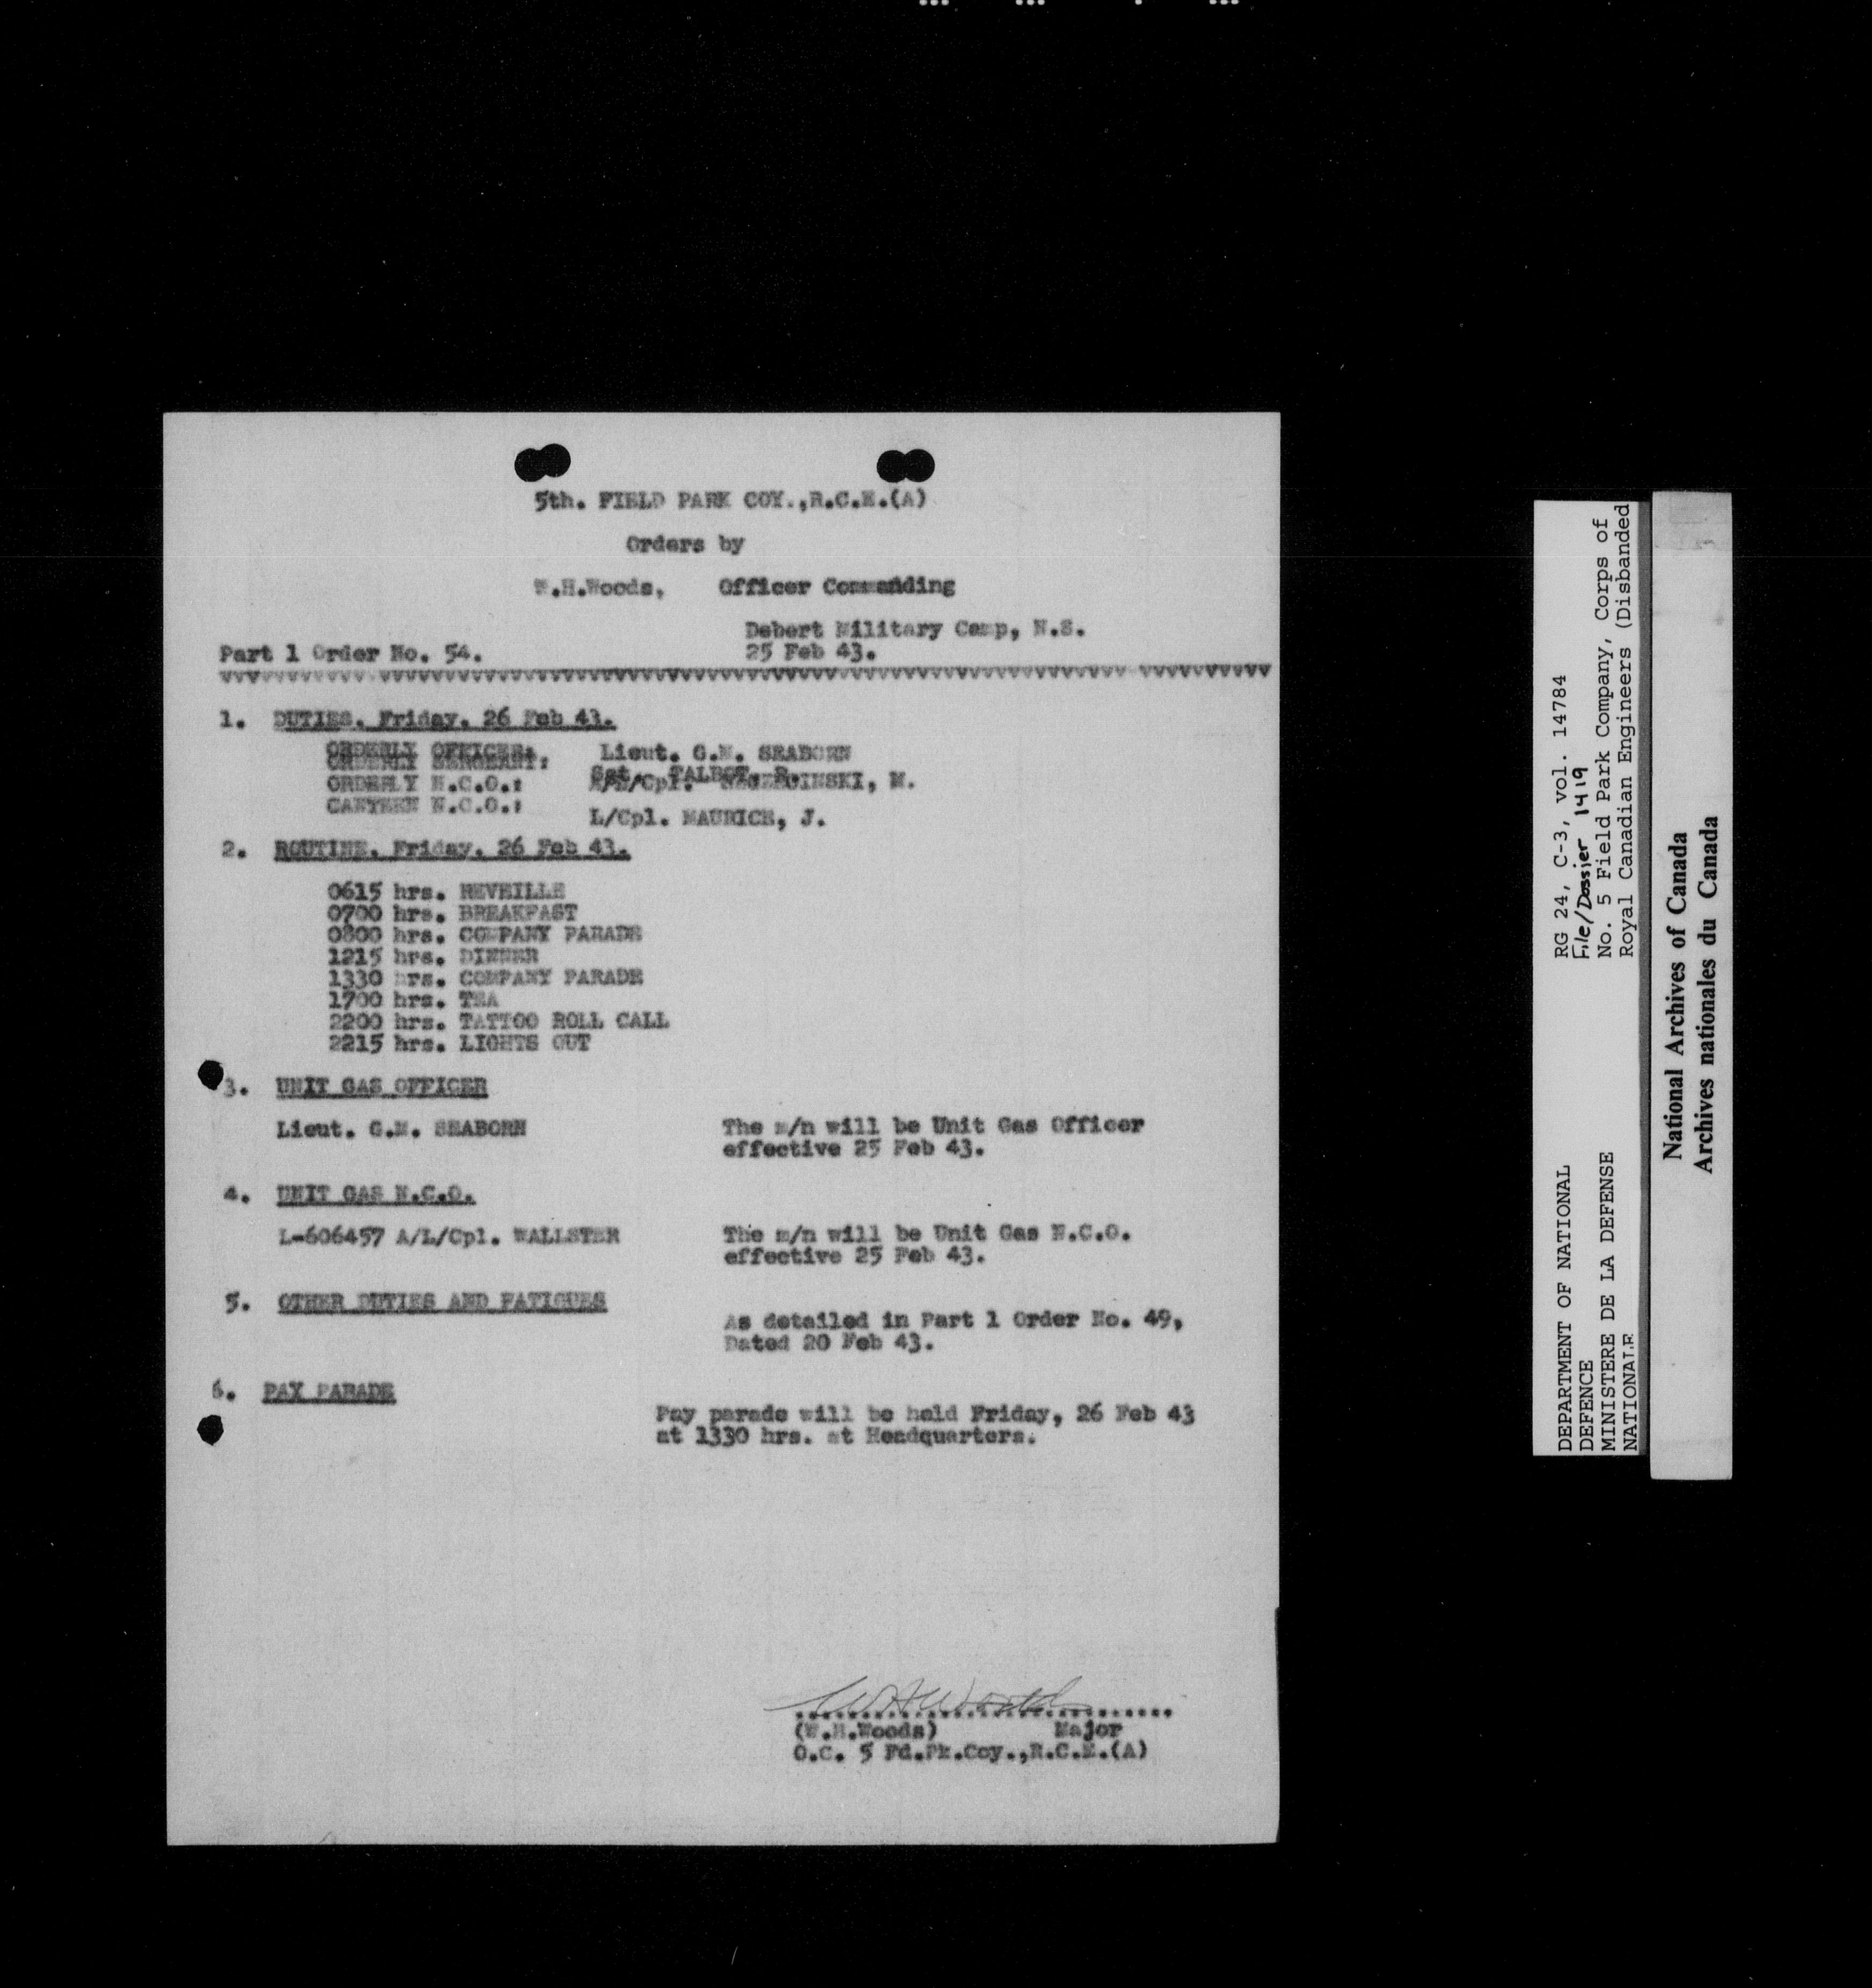 5th. FIELD PARK COY.,R.C.E.(A)
Orders by
W.H.Woods, Officer Commanding
Debert Military Camp, N.S.
Part 1 Order No. 54. 25 Feb 43.
1. DUTIES. Friday. 26 Feb 43.
ORDERLY OFFICER: Lieut. G.M. SEABORN
ORDERLY SERGEANT: Sgt. TALBOT, R.
ORDERLY N.C.O.: A/L/Cpl. M.
CANTEEN N.C.O.: L/Cpl. MAURICE, J.
2. ROUTINE. Friday. 26 Feb 43.
0615 hrs. REVEILLE
0700 hrs. BREAKFAST
0800 hrs. COMPANY PARADE
1215 hrs. DINNER
1330 hrs. COMPANY PARADE
1700 hrs. TEA
2200 hrs. TATTOO ROLL CALL
2215 hrs. LIGHTS OUT
3. UNIT GAS OFFICER
Lieut. G.M. SEABORN The m/n will be Unit Gas Officer
effective 25 Feb 43.
4. UNIT GAS N.C.O.
L-606457 A/L/Cpl. WALLSTER The m/n will be Unit Gas N.C.O.
effective 25 Feb 43.
5. OTHER DUTIES AND FATIGUES
As detailed in Part 1 Order No. 49,
Dated 20 Feb 43.
6. PAY PARADE
Pay parade will be held Friday, 26 Feb 43
at 1330 hrs. at Headquarters.
WHWoods
(W.H.Woods) Major
O.C. 5 Fd.Pk.Coy.,R.C.E.(A)
DEPARTMENT OF NATIONAL
DEFENCE
MINISTERE DE LA DEFENSE
NATIONALE
RG 24, C-3, vol. 14784
File/Dossier 1419
No. 5 Field Park Company, Corps of
Royal Canadian Engineers (Disbanded
National Archives of Canada
Archives nationales du Canada